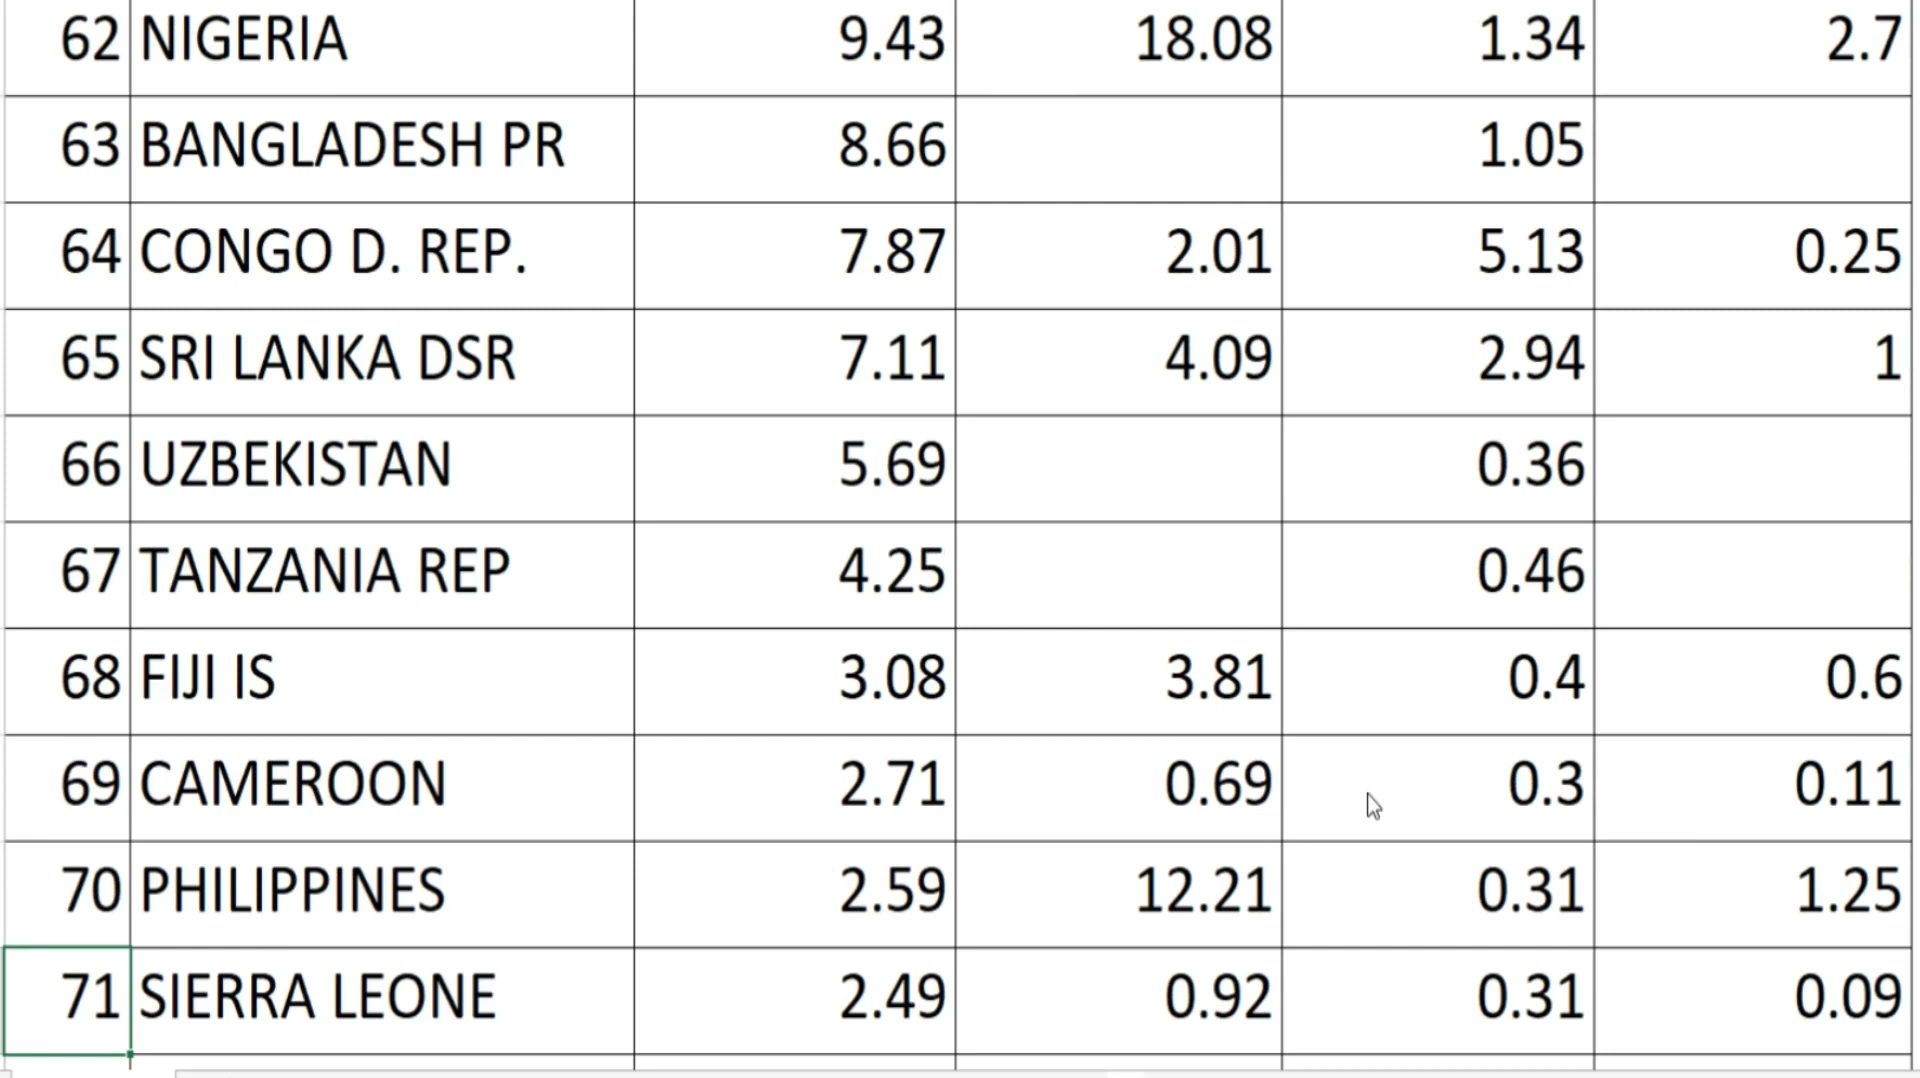 62 NIGERIA 9.43 18.08 1.34 2.7
63 BANGLADESH PR 8.66 1.05
64 CONGO D. REP. 7.87 2.01 5.13 0.25
65 SRI LANKA DSR 7.11 4.09 2.94 1
66 UZBEKISTAN 5.69 0.36
67 TANZANIA REP 4.25 0.46
68 FIJI IS 3.08 3.81 0.4 0.6
69 CAMEROON 2.71 0.69 0.3 0.11
70 PHILIPPINES 2.59 12.21 0.31 1.25
71 SIERRA LEONE 2.49 0.92 0.31 0.09